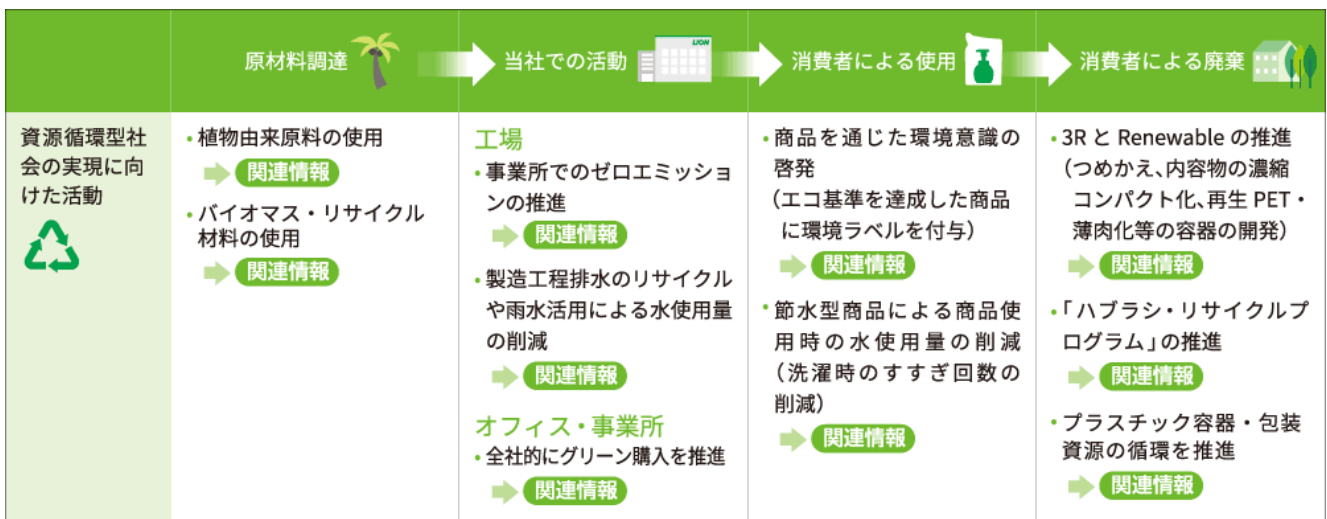 原材料調達
当社での活動
LION
消費者による使用
消費者による廃棄
資源循環型社
会の実現に向
けた活動
・植物由来原料の使用
関連情報
・バイオマス・リサイクル
材料の使用
関連情報
工場
・事業所でのゼロエミッショ
ンの推進
関連情報
・製造工程排水のリサイクル
や雨水活用による水使用量
の削減
関連情報
オフィス・事業所
・全社的にグリーン購入を推進
関連情報
・商品を通じた環境意識の
啓発
（エコ基準を達成した商品
に環境ラベルを付与）
関連情報
・節水型商品による商品使
用時の水使用量の削減
（洗濯時のすすぎ回数の
削減）
関連情報
・3R と Renewable の推進
（つめかえ、内容物の濃縮
コンパクト化、再生 PET・
薄肉化等の容器の開発）
関連情報
・「ハブラシ・リサイクルプ
ログラム」の推進
関連情報
・プラスチック容器・包装
資源の循環を推進
関連情報